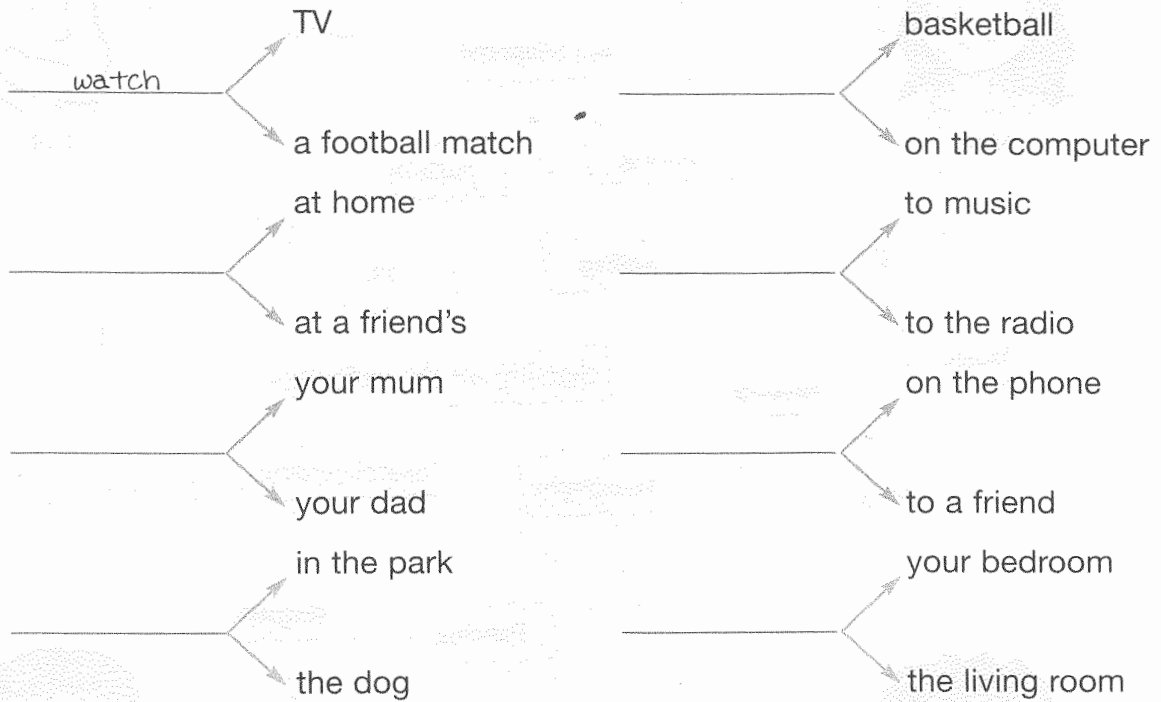 TV
watch
a football match
at home
at a friend's
your mum
your dad
in the park
the dog
basketball
on the computer
to music
to the radio
on the phone
to a friend
your bedroom
the living room